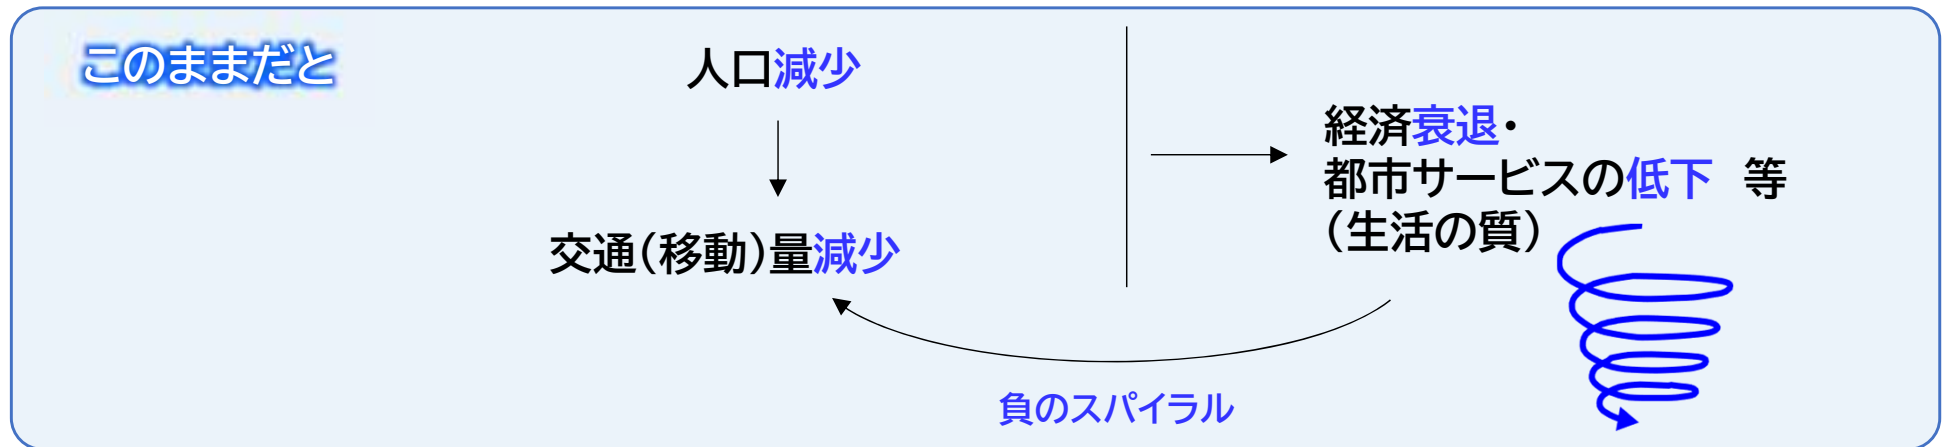 このままだと
人口減少
交通(移動)量減少
経済衰退・
都市サービスの低下　等
(生活の質)
負のスパイラル